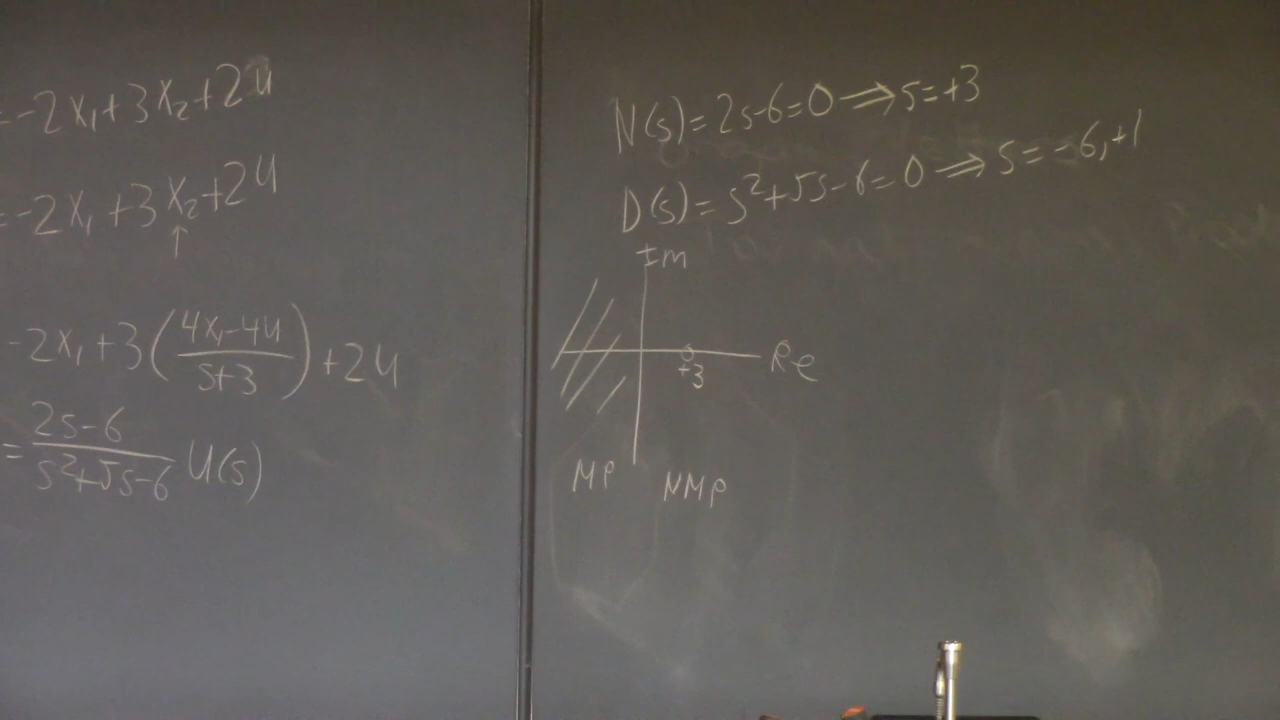 =-2x₁+3x₂+2u
=-2x₁+3x₂+2u
↑
-2x₁+3(4x₁-4u/s+3)+2u
=2s-6/s²+5s-6 U(s)
N(s)=2s-6=0⟹s=+3
D(s)=s²+5s-6=0⟹s=-6,+1
Im
Re
+3
MP
NMP